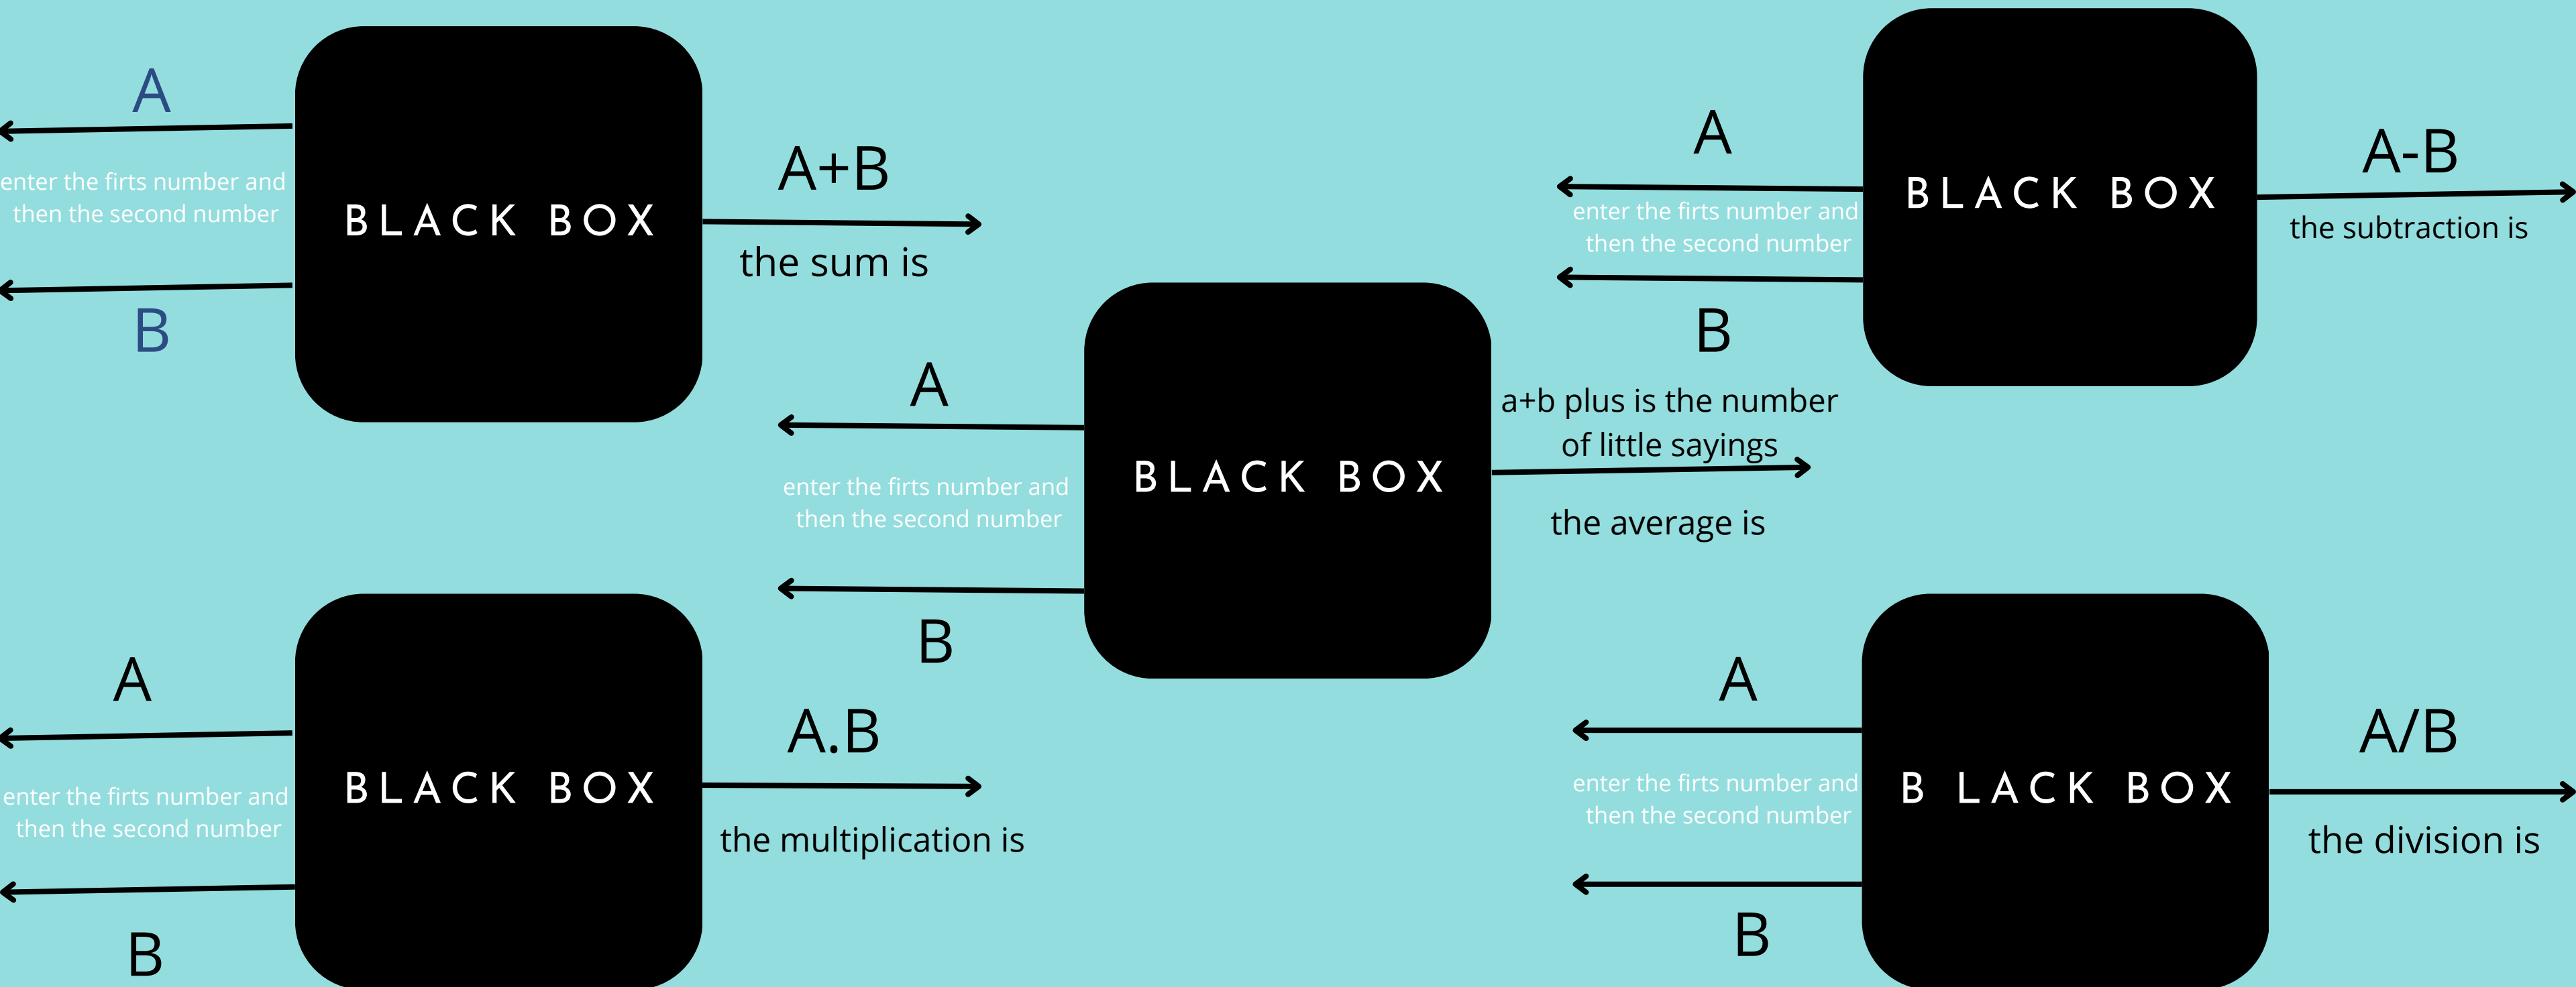 A
enter the firts number and
then the second number
B
BLACK BOX
A+B
the sum is
A
enter the firts number and
then the second number
B
BLACK BOX
A-B
the subtraction is
A
enter the firts number and
then the second number
B
BLACK BOX
a+b plus is the number
of little sayings
the average is
A
enter the firts number and
then the second number
B
BLACK BOX
A.B
the multiplication is
A
enter the firts number and
then the second number
B
B LACK BOX
A/B
the division is